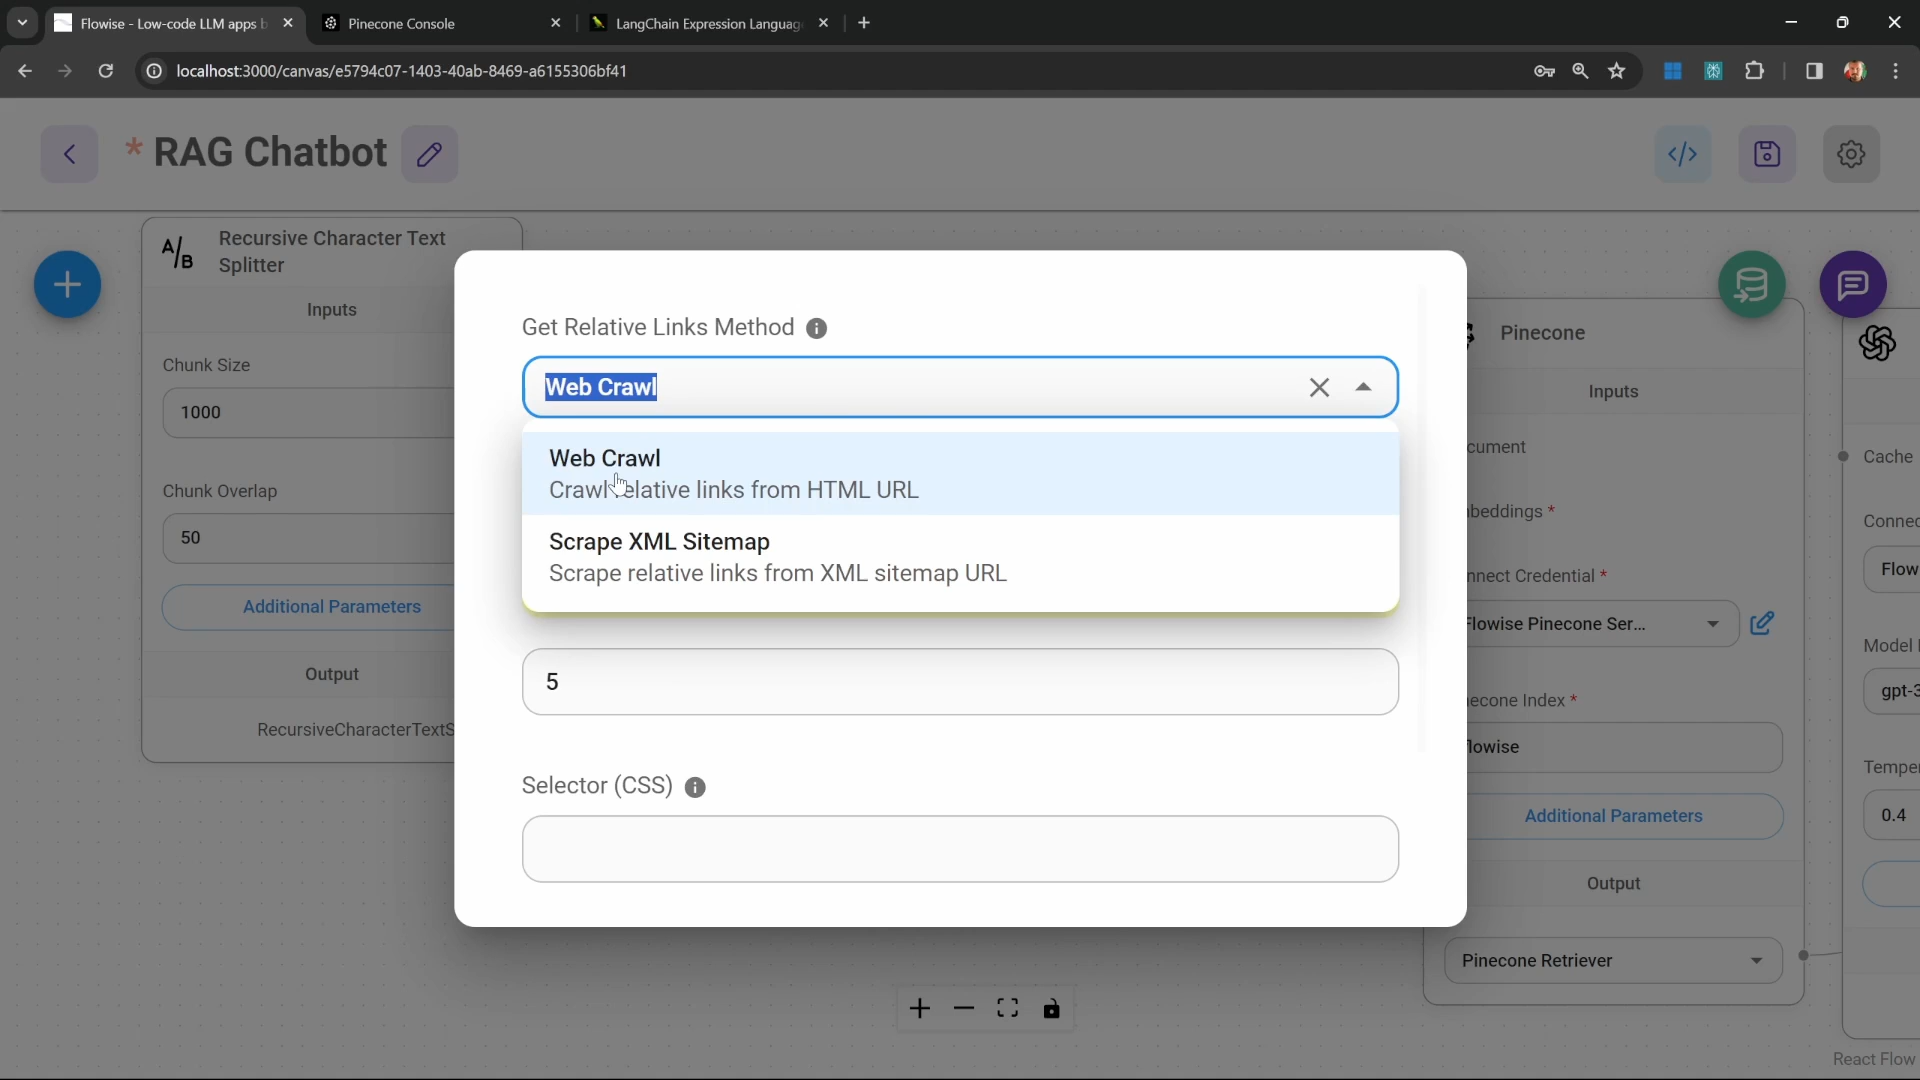 Flowise - Low-code LLM apps b
Pinecone Console
LangChain Expression Languag
localhost:3000/canvas/e5794c07-1403-40ab-8469-a6155306bf41
* RAG Chatbot
A/B
Recursive Character Text
Splitter
Inputs
Chunk Size
1000
Chunk Overlap
50
Additional Parameters
Output
RecursiveCharacterTextS
Get Relative Links Method
Web Crawl
Web Crawl
Crawl relative links from HTML URL
Scrape XML Sitemap
Scrape relative links from XML sitemap URL
5
Selector (CSS)
Pinecone
Inputs
cument
beddings *
nnect Credential *
Flowise Pinecone Ser...
econe Index *
flowise
Additional Parameters
Output
Pinecone Retriever
Cache
Connec
Flow
Model
gpt-3
Temper
0.4
React Flow